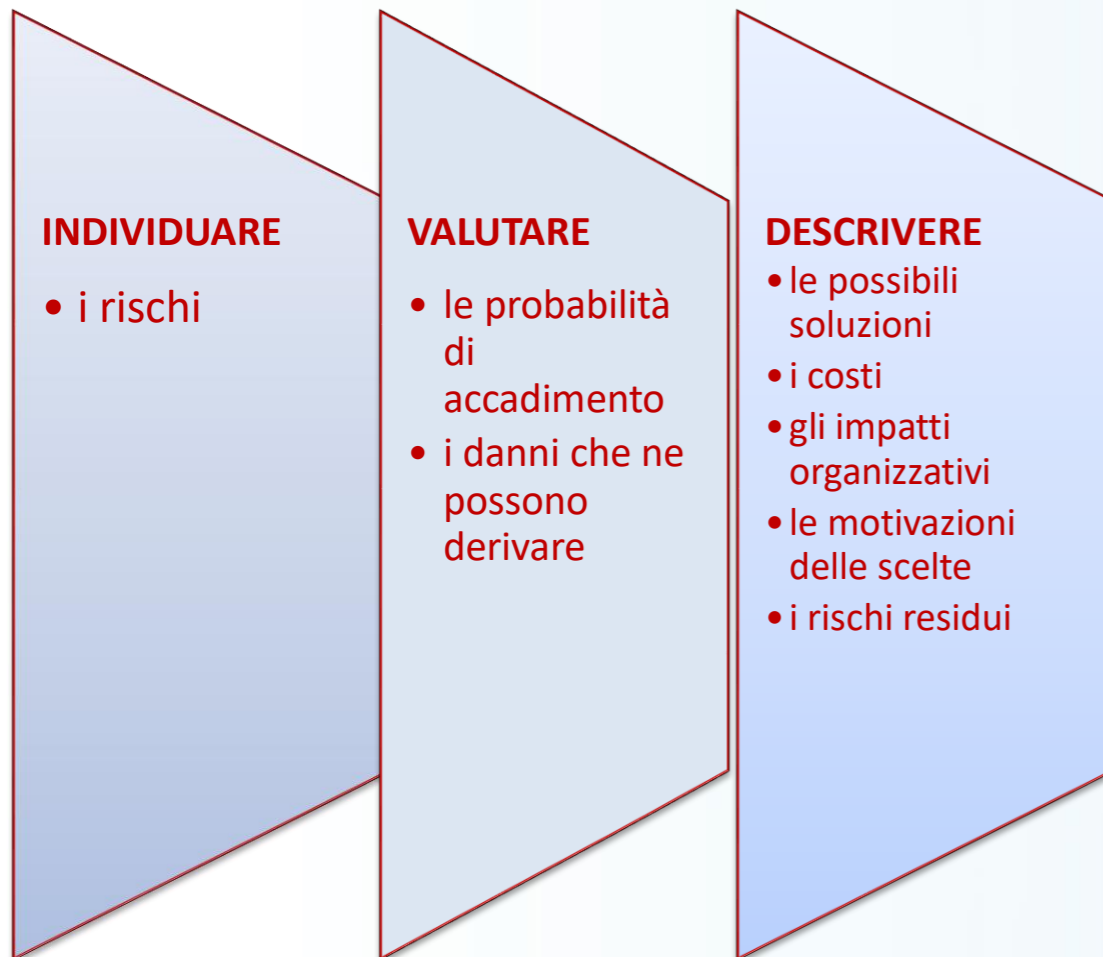 INDIVIDUARE
• i rischi
VALUTARE
• le probabilità
di
accadimento
• i danni che ne
possono
derivare
DESCRIVERE
• le possibili
soluzioni
• i costi
• gli impatti
organizzativi
• le motivazioni
delle scelte
• i rischi residui